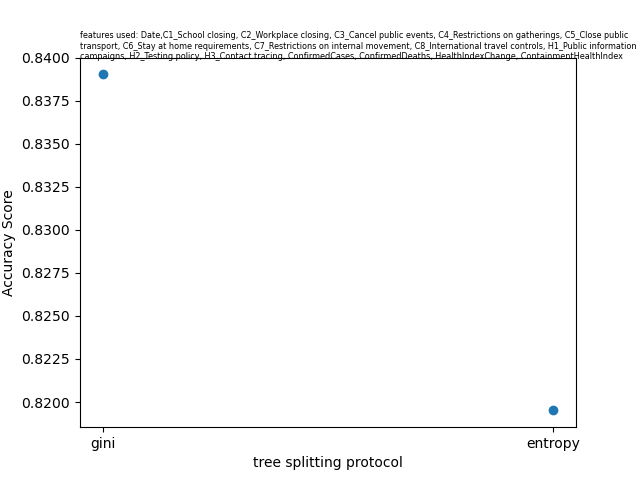 features used: Date,C1_School closing, C2_Workplace closing, C3_Cancel public events, C4_Restrictions on gatherings, C5_Close public
transport, C6_Stay at home requirements, C7_Restrictions on internal movement, C8_International travel controls, H1_Public information
campaigns, H2_Testing policy, H3_Contact tracing, ConfirmedCases, ConfirmedDeaths, HealthIndexChange, ContainmentHealthIndex
0.8400
0.8375
0.8350
0.8325
0.8300
0.8275
0.8250
0.8225
0.8200
Accuracy Score
gini
entropy
tree splitting protocol